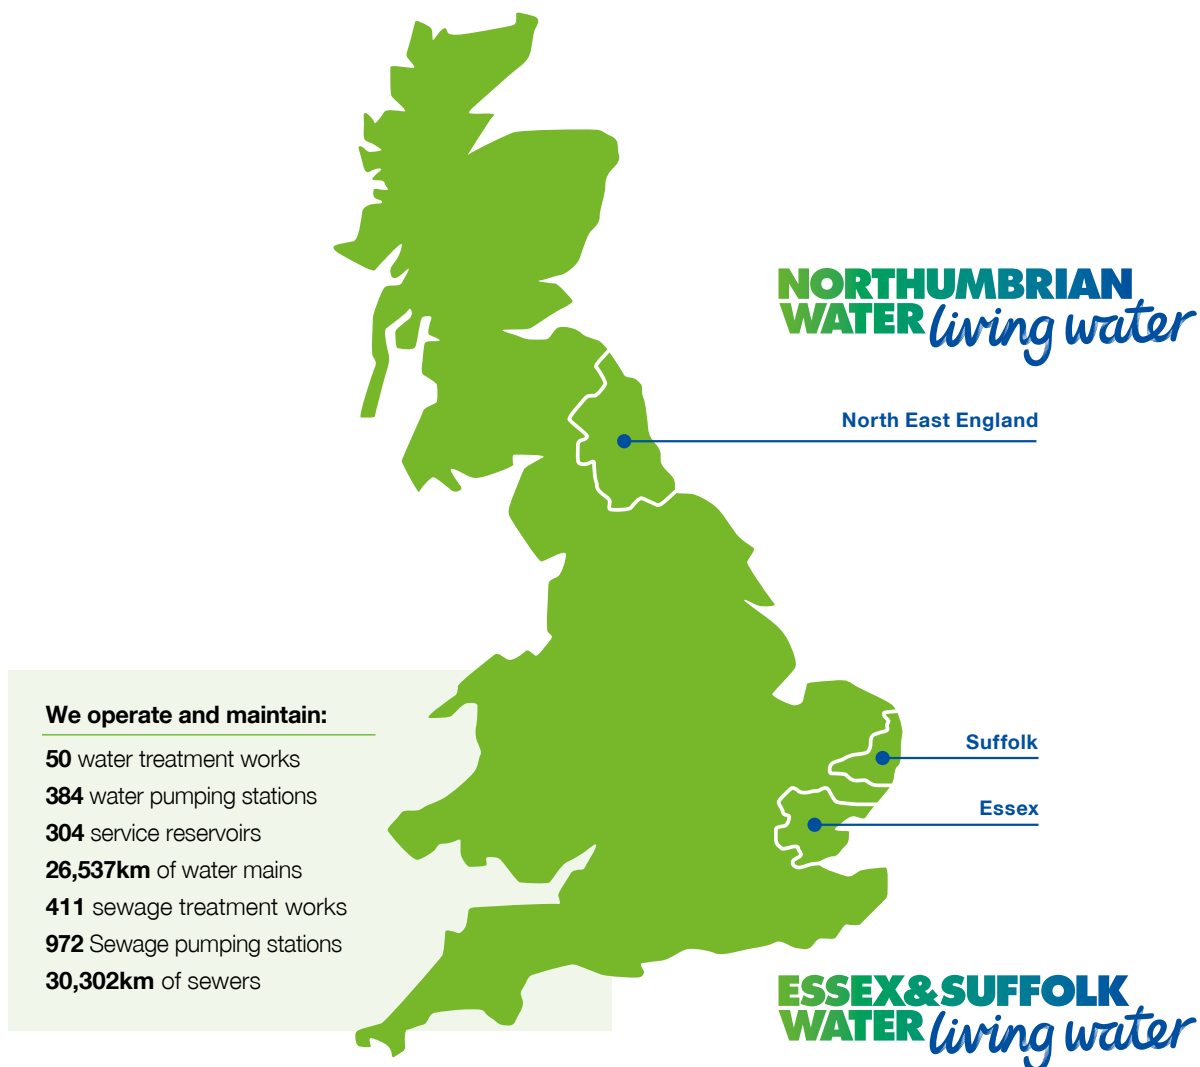 NORTHUMBRIAN
WATER living water
North East England
We operate and maintain:
50 water treatment works
384 water pumping stations
304 service reservoirs
26,537km of water mains
411 sewage treatment works
972 Sewage pumping stations
30,302km of sewers
Suffolk
Essex
ESSEX&SUFFOLK
WATER living water